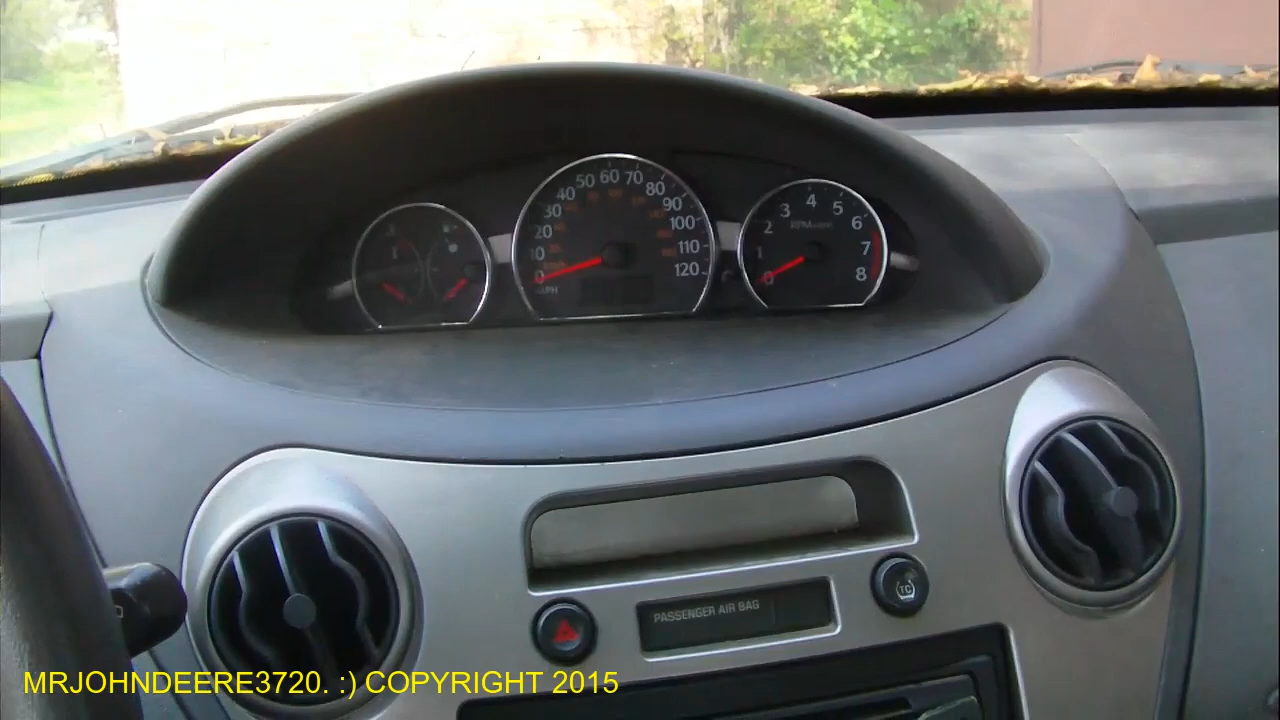 0 10 20 30 40 50 60 70 80 90 100 110 120
MPH
0 1 2 3 4 5 6 7 8
PASSENGER AIR BAG
TC
MRJOHNDEERE3720. :) COPYRIGHT 2015